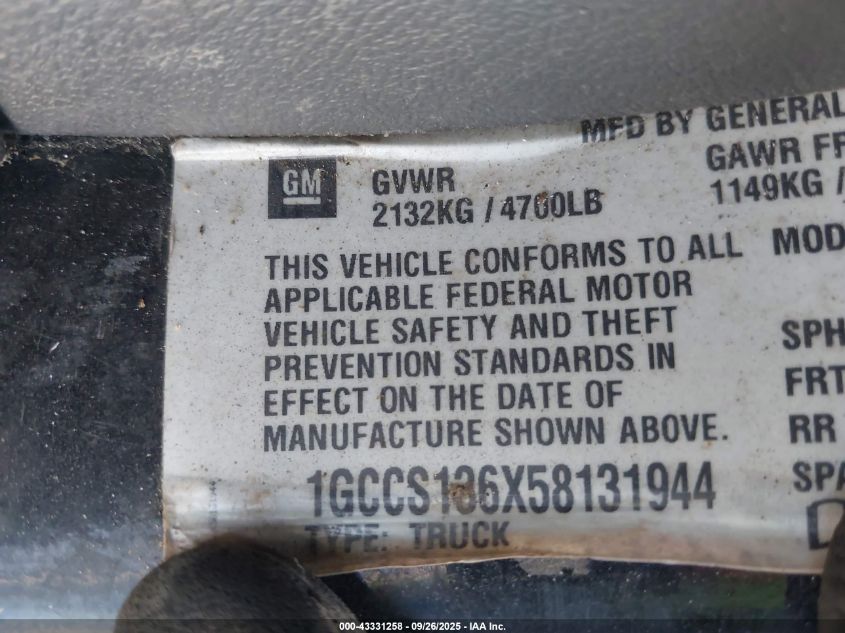 MFD BY GENERAL
GM
GVWR
2132KG / 4700LB
GAWR FR
1149KG /
THIS VEHICLE CONFORMS TO ALL
APPLICABLE FEDERAL MOTOR
VEHICLE SAFETY AND THEFT
PREVENTION STANDARDS IN
EFFECT ON THE DATE OF
MANUFACTURE SHOWN ABOVE.
MOD
SPH
FRT
RR
SPA
1GCCS136X58131944
TYPE: TRUCK
000-43331258 - 09/26/2025 - IAA Inc.